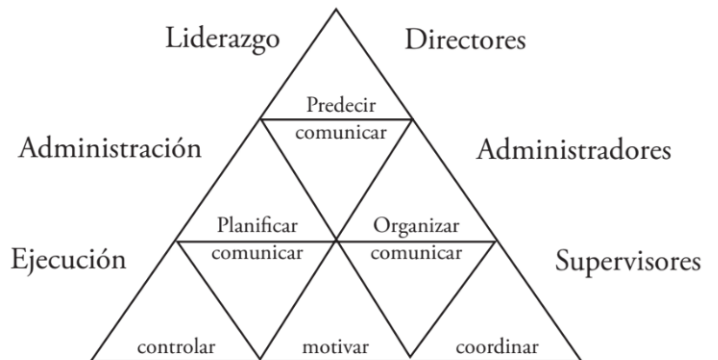 Liderazgo
Directores
Predecir
comunicar
Administración
Administradores
Planificar
Organizar
comunicar
comunicar
Ejecución
Supervisores
controlar
motivar
coordinar